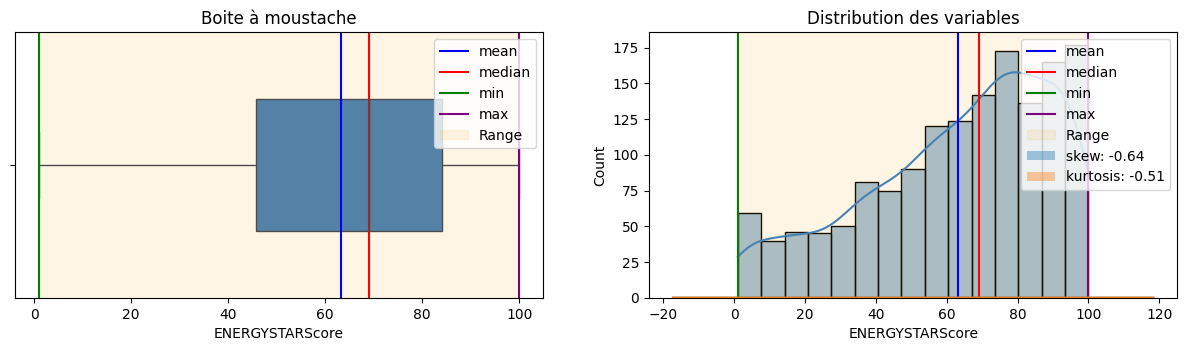 Boite à moustache
mean
median
min
max
Range
0
20
40
60
80
100
ENERGYSTARScore
Distribution des variables
175
150
125
100
75
50
25
0
Count
mean
median
min
max
Range
skew: -0.64
kurtosis: -0.51
−20
0
20
40
60
80
100
120
ENERGYSTARScore